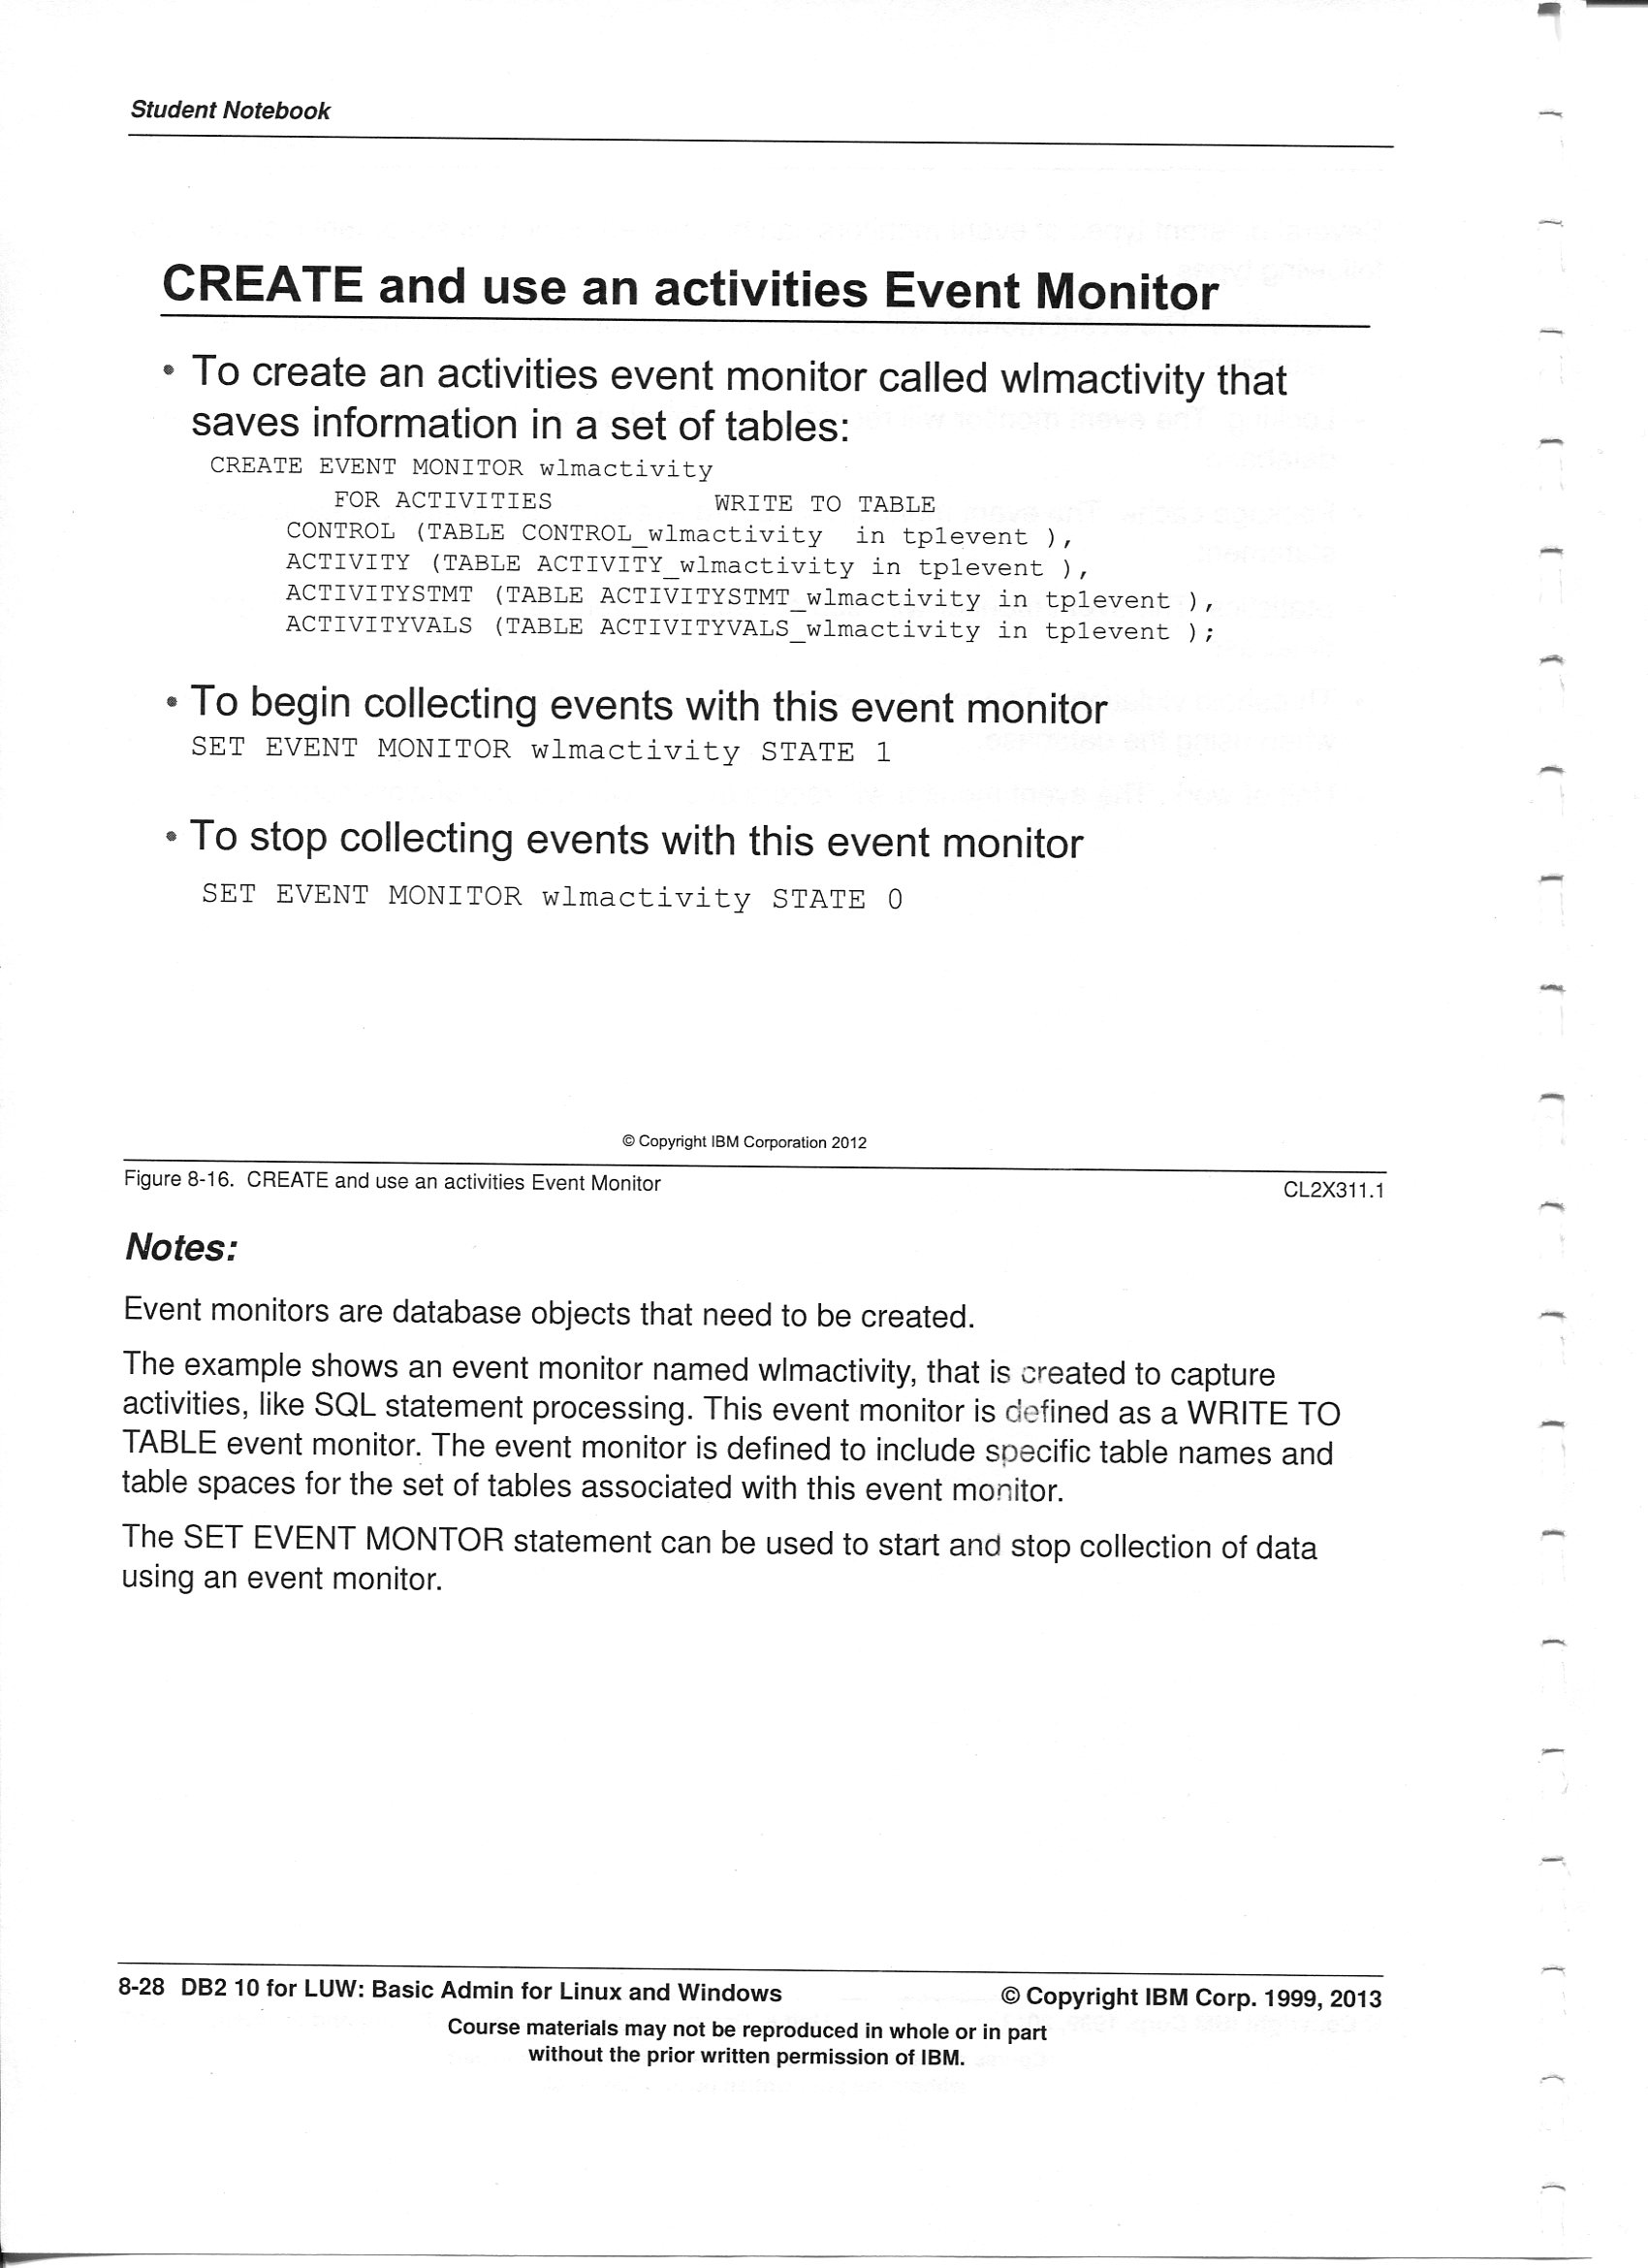 Student Notebook
CREATE and use an activities Event Monitor
• To create an activities event monitor called wlmactivity that
saves information in a set of tables:
CREATE EVENT MONITOR wlmactivity
FOR ACTIVITIES WRITE TO TABLE
CONTROL (TABLE CONTROL_wlmactivity in tp1event ),
ACTIVITY (TABLE ACTIVITY_wlmactivity in tp1event ),
ACTIVITYSTMT (TABLE ACTIVITYSTMT_wlmactivity in tp1event ),
ACTIVITYVALS (TABLE ACTIVITYVALS_wlmactivity in tp1event );
• To begin collecting events with this event monitor
SET EVENT MONITOR wlmactivity STATE 1
• To stop collecting events with this event monitor
SET EVENT MONITOR wlmactivity STATE 0
© Copyright IBM Corporation 2012
Figure 8-16. CREATE and use an activities Event Monitor CL2X311.1
Notes:
Event monitors are database objects that need to be created.
The example shows an event monitor named wlmactivity, that is created to capture
activities, like SQL statement processing. This event monitor is defined as a WRITE TO
TABLE event monitor. The event monitor is defined to include specific table names and
table spaces for the set of tables associated with this event monitor.
The SET EVENT MONTOR statement can be used to start and stop collection of data
using an event monitor.
8-28 DB2 10 for LUW: Basic Admin for Linux and Windows © Copyright IBM Corp. 1999, 2013
Course materials may not be reproduced in whole or in part
without the prior written permission of IBM.